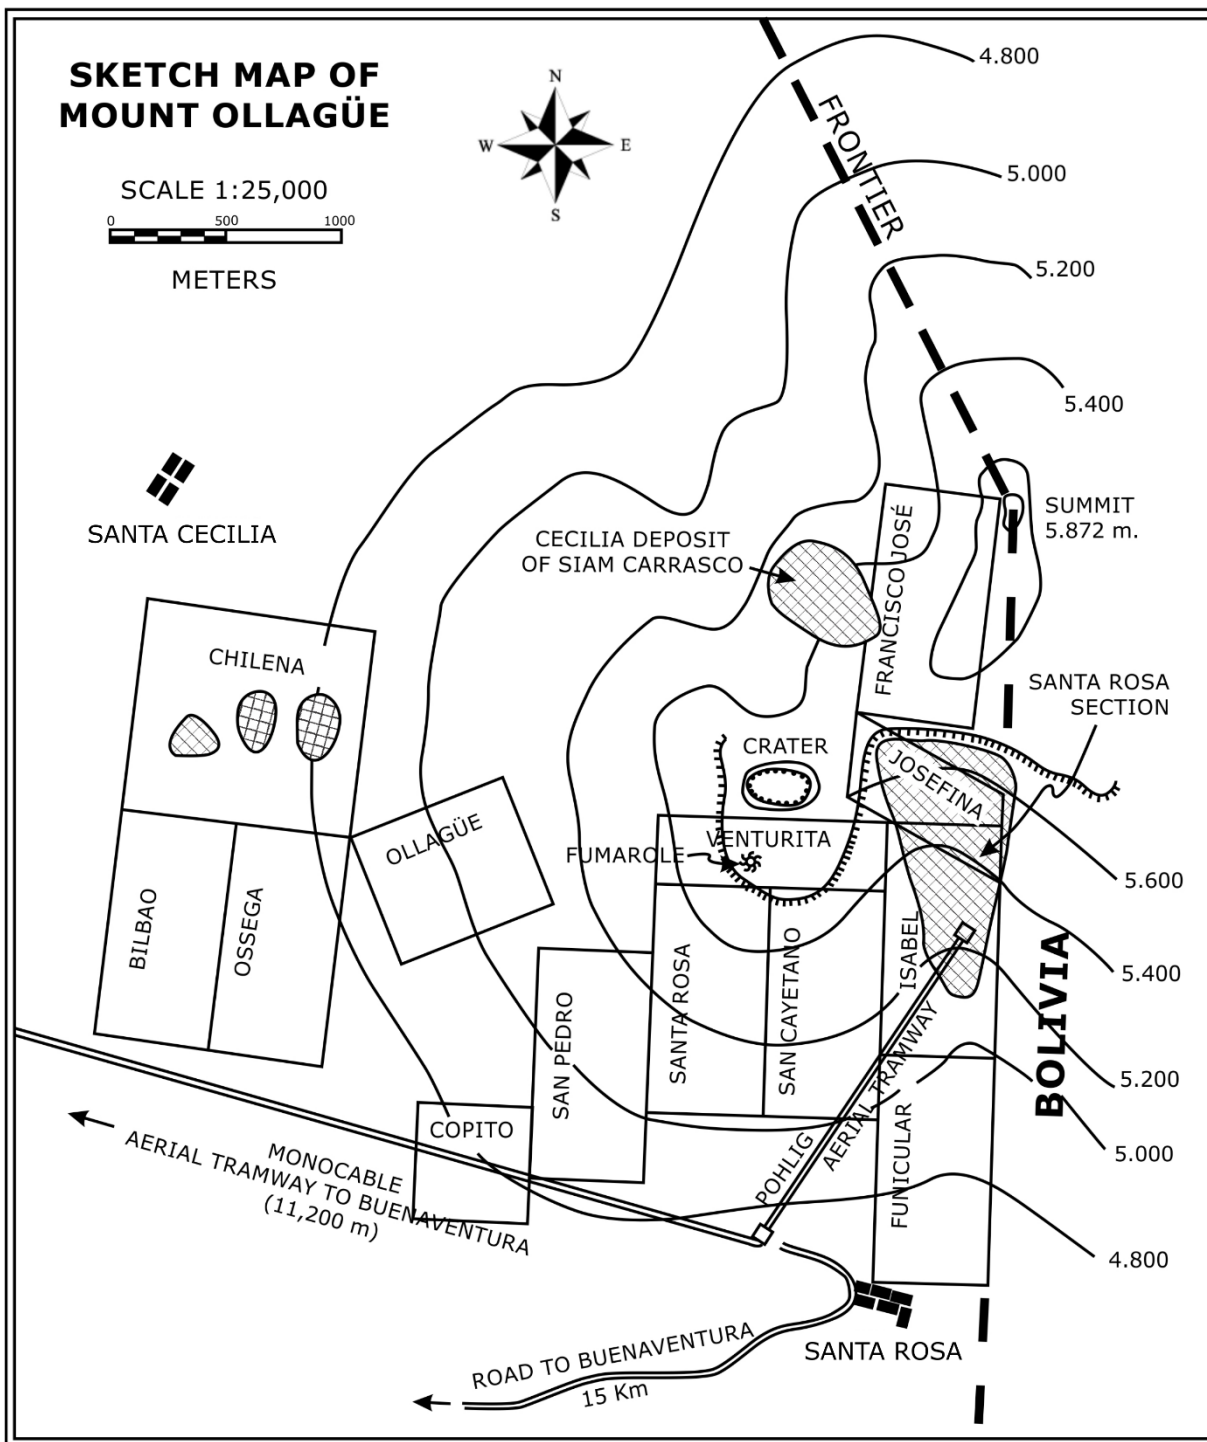 SKETCH MAP OF
MOUNT OLLAGÜE
SCALE 1:25,000
0 500 1000
METERS
N
W E
S
4.800
FRONTIER
5.000
5.200
5.400
SANTA CECILIA
CECILIA DEPOSIT
OF SIAM CARRASCO
SUMMIT
5.872 m.
FRANCISCO JOSÉ
CHILENA
SANTA ROSA
SECTION
CRATER
JOSEFINA
OLLAGÜE
VENTURITA
FUMAROLE
5.600
BILBAO
OSSEGA
SAN PEDRO
SANTA ROSA
SAN CAYETANO
ISABEL
BOLIVIA
5.400
5.200
COPITO
5.000
MONOCABLE
AERIAL TRAMWAY TO BUENAVENTURA
(11,200 m)
POHLIG
AERIAL TRAMWAY
FUNICULAR
4.800
SANTA ROSA
ROAD TO BUENAVENTURA
15 Km